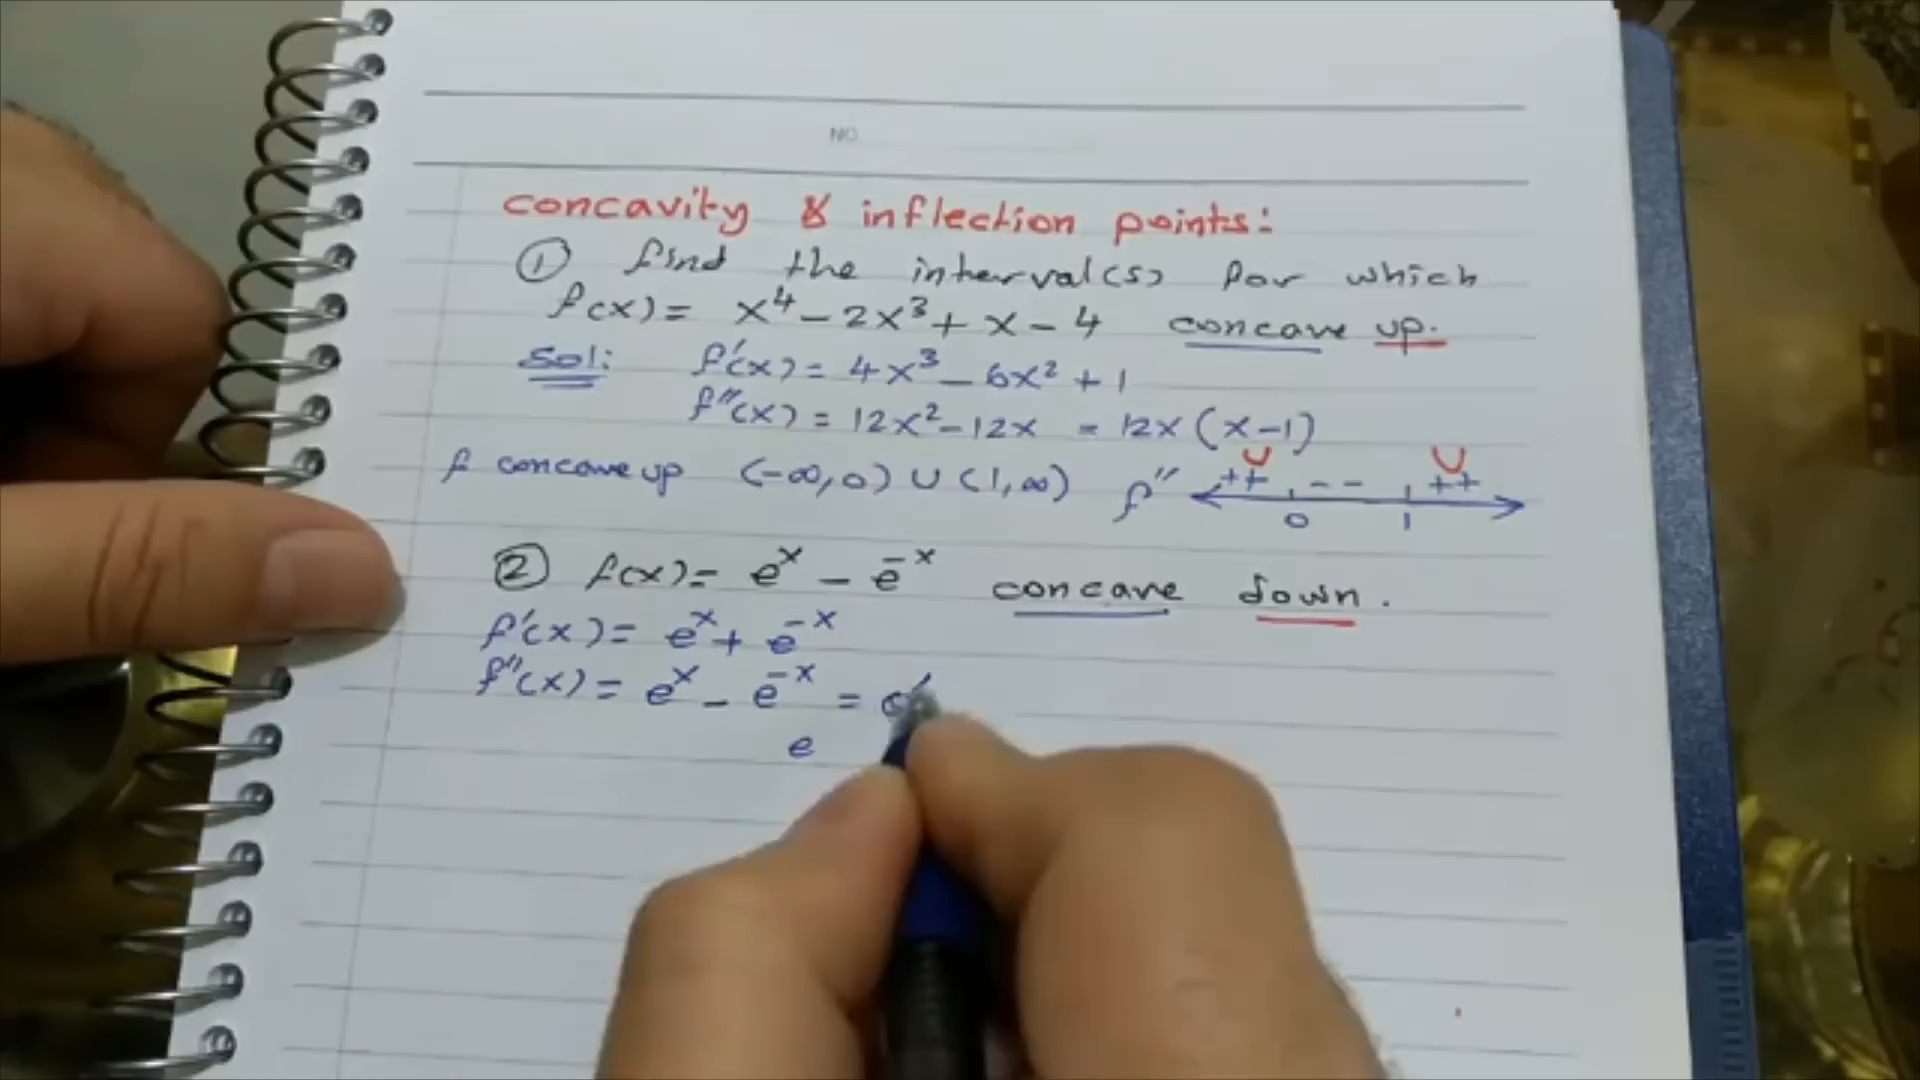 NO
concavity & inflection points:
① find the interval(s) for which
f(x) = x⁴ - 2x³ + x - 4 concave up.
Sol: f'(x) = 4x³ - 6x² + 1
f''(x) = 12x² - 12x = 12x (x-1)
f concave up (-∞,0) ∪ (1,∞) f'' ++ - - ++
0 1
② f(x) = eˣ - e⁻ˣ concave down.
f'(x) = eˣ + e⁻ˣ
f''(x) = eˣ - e⁻ˣ =
e